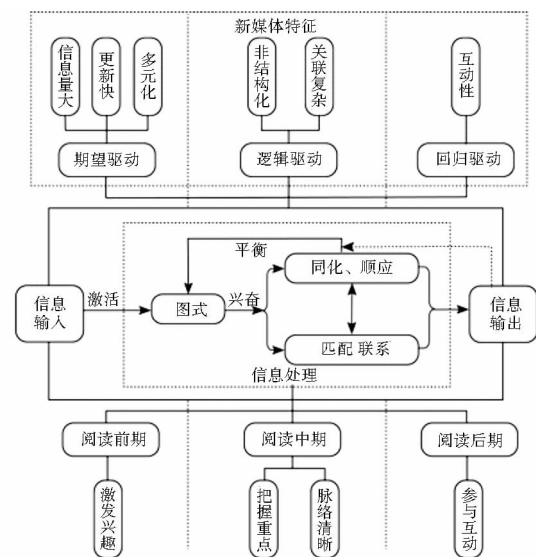 新媒体特征
信息量大
更新快
多元化
非结构化
关联复杂
互动性
期望驱动
逻辑驱动
回归驱动
平衡
同化、顺应
信息
输入
激活
图式
兴奋
信息
输出
匹配 联系
信息处理
阅读前期
阅读中期
阅读后期
激发兴趣
把握重点
脉络清晰
参与互动